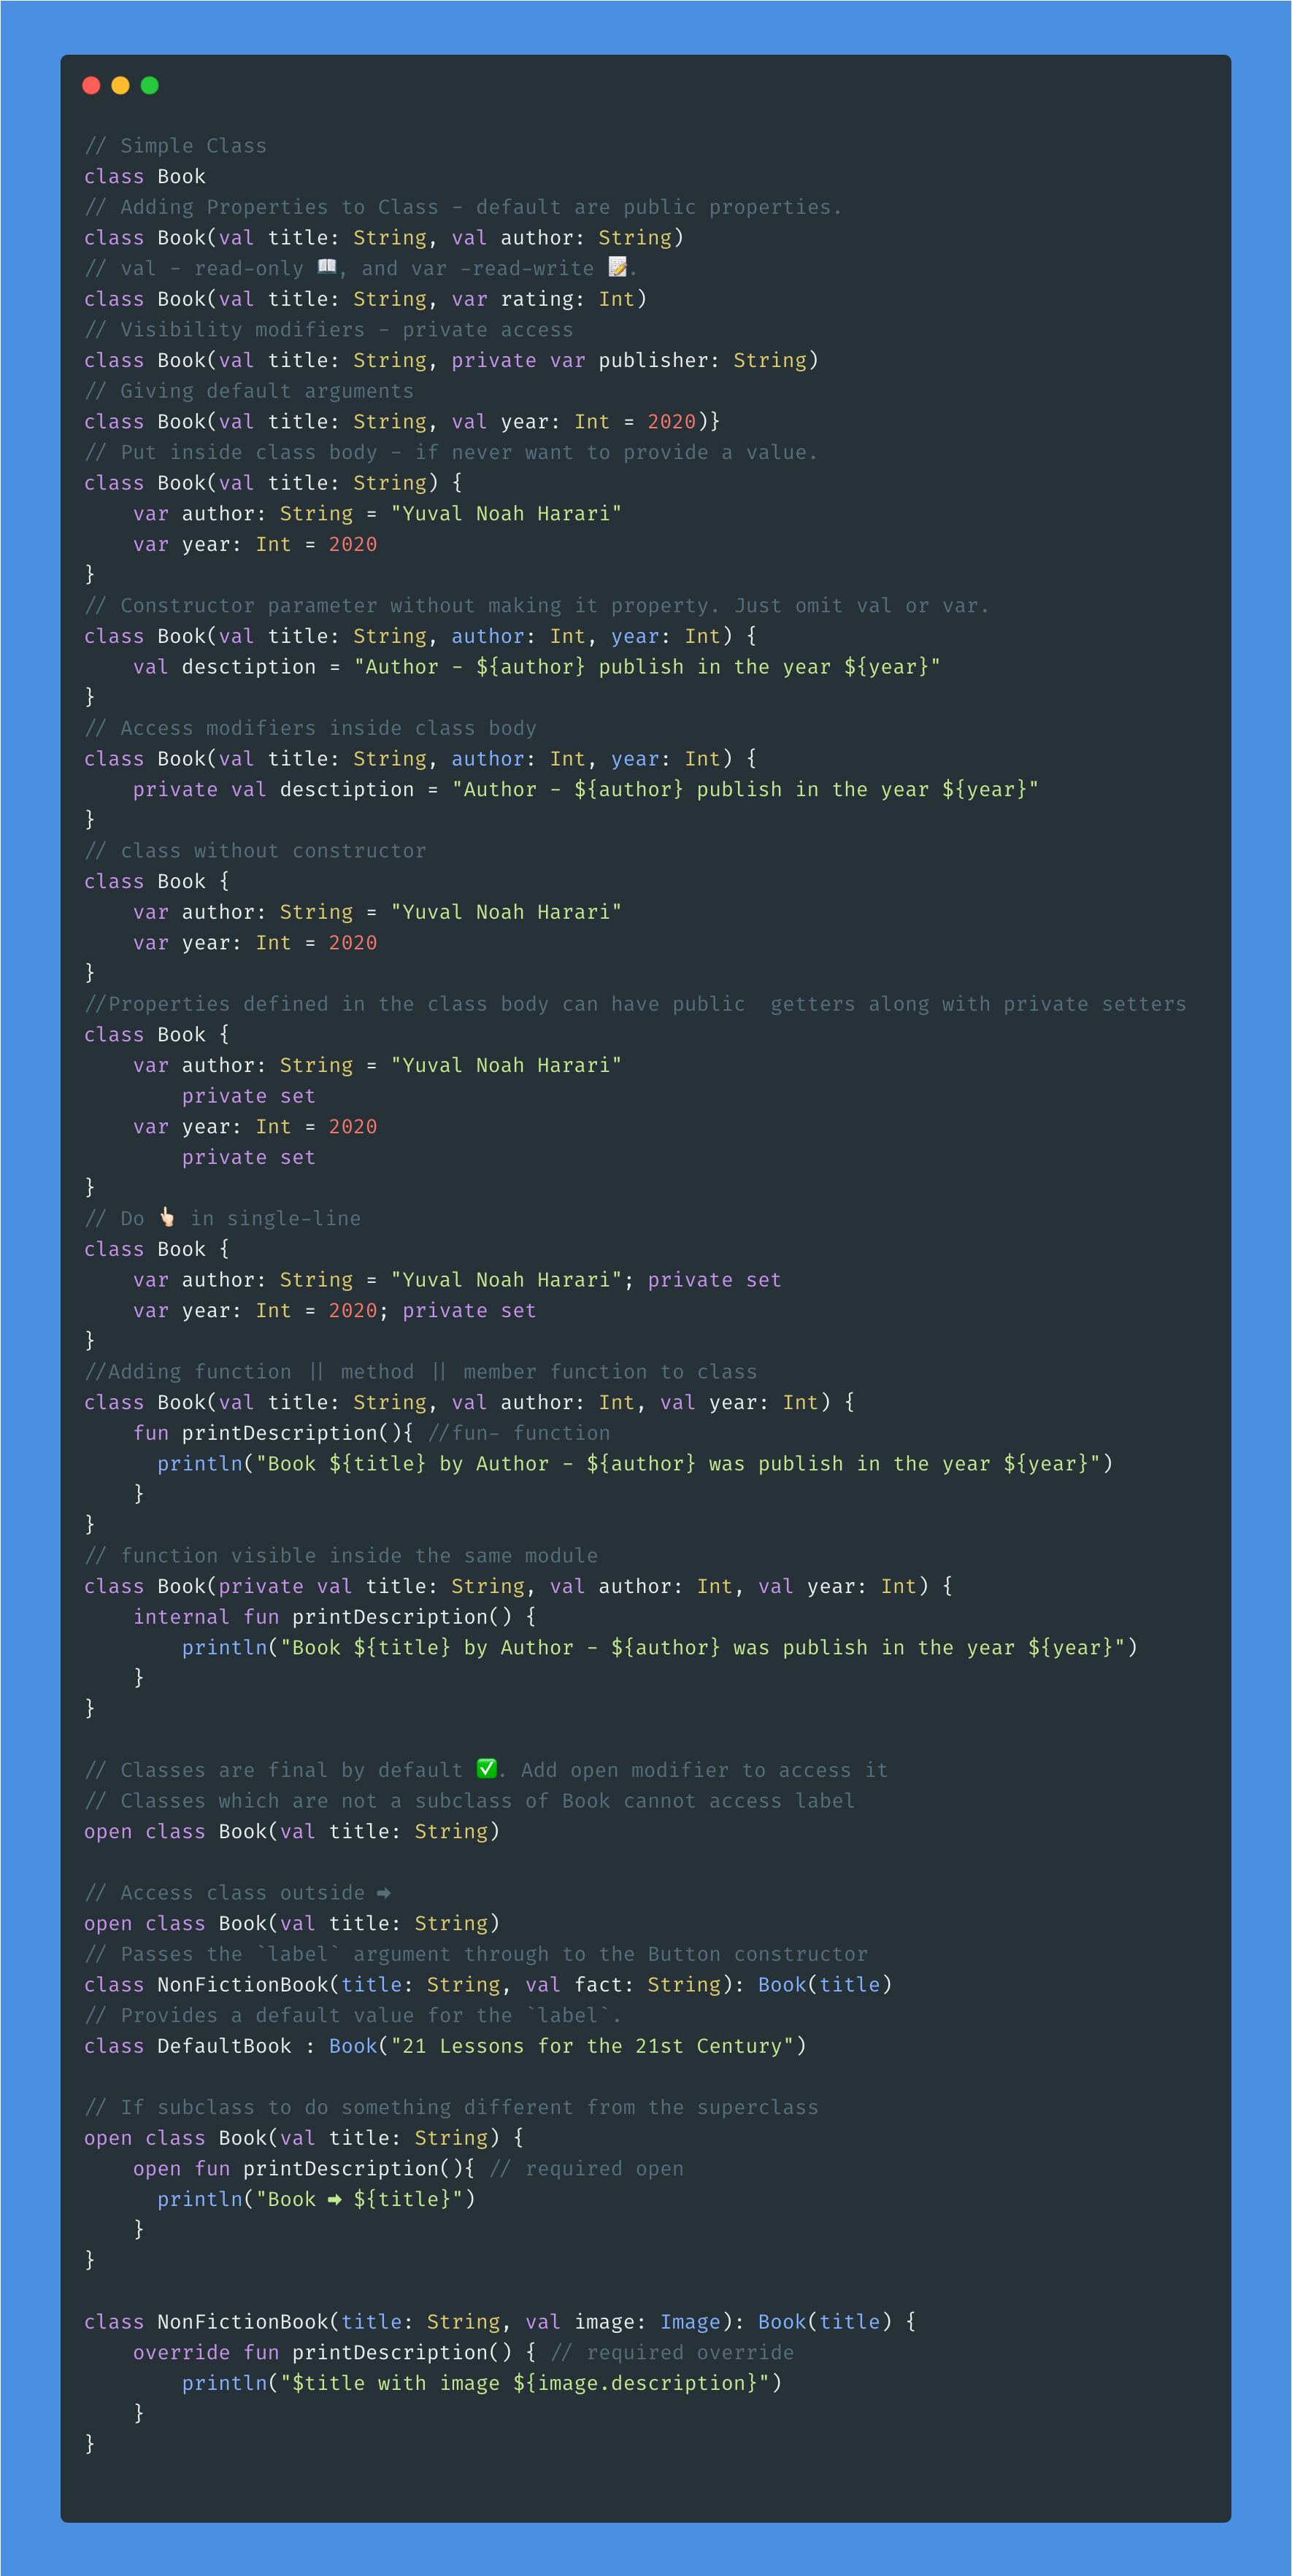 // Simple Class
class Book
// Adding Properties to Class - default are public properties.
class Book(val title: String, val author: String)
// val - read-only 📖, and var -read-write 📝.
class Book(val title: String, var rating: Int)
// Visibility modifiers - private access
class Book(val title: String, private var publisher: String)
// Giving default arguments
class Book(val title: String, val year: Int = 2020)}
// Put inside class body - if never want to provide a value.
class Book(val title: String) {
    var author: String = "Yuval Noah Harari"
    var year: Int = 2020
}
// Constructor parameter without making it property. Just omit val or var.
class Book(val title: String, author: Int, year: Int) {
    val desctiption = "Author - ${author} publish in the year ${year}"
}
// Access modifiers inside class body
class Book(val title: String, author: Int, year: Int) {
    private val desctiption = "Author - ${author} publish in the year ${year}"
}
// class without constructor
class Book {
    var author: String = "Yuval Noah Harari"
    var year: Int = 2020
}
//Properties defined in the class body can have public  getters along with private setters
class Book {
    var author: String = "Yuval Noah Harari"
        private set
    var year: Int = 2020
        private set
}
// Do 👆🏻 in single-line
class Book {
    var author: String = "Yuval Noah Harari"; private set
    var year: Int = 2020; private set
}
//Adding function || method || member function to class
class Book(val title: String, val author: Int, val year: Int) {
    fun printDescription(){ //fun- function
      println("Book ${title} by Author - ${author} was publish in the year ${year}")
    }
}
// function visible inside the same module
class Book(private val title: String, val author: Int, val year: Int) {
    internal fun printDescription() {
        println("Book ${title} by Author - ${author} was publish in the year ${year}")
    }
}
// Classes are final by default ✅. Add open modifier to access it
// Classes which are not a subclass of Book cannot access label
open class Book(val title: String)
// Access class outside ➡
open class Book(val title: String)
// Passes the `label` argument through to the Button constructor
class NonFictionBook(title: String, val fact: String): Book(title)
// Provides a default value for the `label`.
class DefaultBook : Book("21 Lessons for the 21st Century")
// If subclass to do something different from the superclass
open class Book(val title: String) {
    open fun printDescription(){ // required open
      println("Book ➡ ${title}")
    }
}
class NonFictionBook(title: String, val image: Image): Book(title) {
    override fun printDescription() { // required override
        println("$title with image ${image.description}")
    }
}